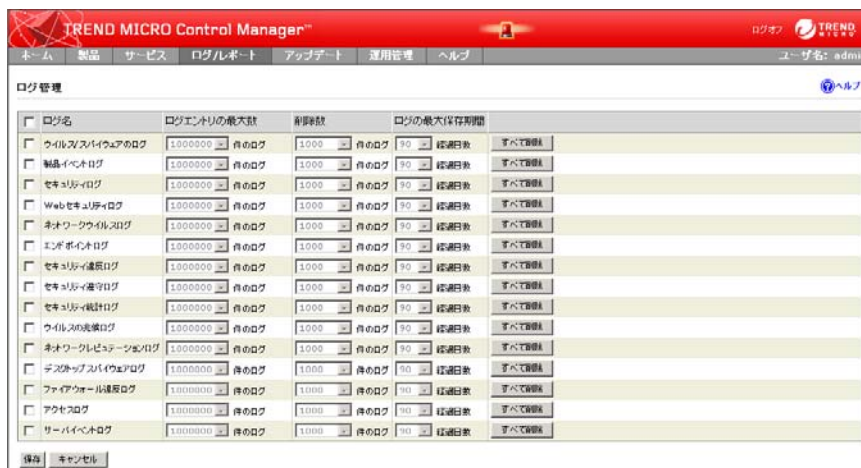 TREND MICRO Control Manager™
ログオフ TREND MICRO
ホーム 製品 サービス ログ/レポート アップデート 運用管理 ヘルプ ユーザ名: admi
ログ管理 ヘルプ
ログ名 ログエントリの最大数 削除数 ログの最大保存期間
ウイルス/スパイウェアのログ 1000000 件のログ 1000 件のログ 90 経過日数 すべて削除
製品イベントログ 1000000 件のログ 1000 件のログ 90 経過日数 すべて削除
セキュリティログ 1000000 件のログ 1000 件のログ 90 経過日数 すべて削除
Webセキュリティログ 1000000 件のログ 1000 件のログ 90 経過日数 すべて削除
ネットワークウイルスログ 1000000 件のログ 1000 件のログ 90 経過日数 すべて削除
エンドポイントログ 1000000 件のログ 1000 件のログ 90 経過日数 すべて削除
セキュリティ違反ログ 1000000 件のログ 1000 件のログ 90 経過日数 すべて削除
セキュリティ遵守ログ 1000000 件のログ 1000 件のログ 90 経過日数 すべて削除
セキュリティ統計ログ 1000000 件のログ 1000 件のログ 90 経過日数 すべて削除
ウイルスの兆候ログ 1000000 件のログ 1000 件のログ 90 経過日数 すべて削除
ネットワークレピュテーションログ 1000000 件のログ 1000 件のログ 90 経過日数 すべて削除
デスクトップスパイウェアログ 1000000 件のログ 1000 件のログ 90 経過日数 すべて削除
ファイアウォール違反ログ 1000000 件のログ 1000 件のログ 90 経過日数 すべて削除
アクセスログ 1000000 件のログ 1000 件のログ 90 経過日数 すべて削除
サーバイベントログ 1000000 件のログ 1000 件のログ 90 経過日数 すべて削除
保存 キャンセル